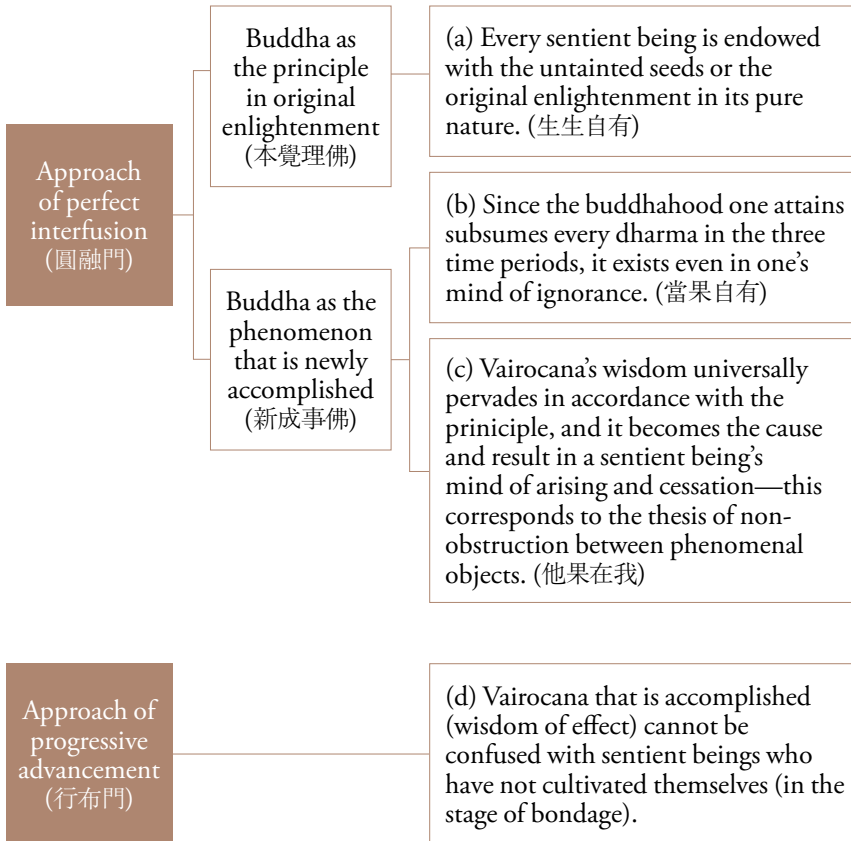 Approach
of perfect
interfusion
(圓融門)
Buddha as
the principle
in original
enlightenment
(本覺理佛)
(a) Every sentient being is endowed
with the untainted seeds or the
original enlightenment in its pure
nature. (生生自有)
Buddha as the
phenomenon
that is newly
accomplished
(新成事佛)
(b) Since the buddhahood one attains
subsumes every dharma in the three
time periods, it exists even in one’s
mind of ignorance. (當果自有)
(c) Vairocana’s wisdom universally
pervades in accordance with the
priniciple, and it becomes the cause
and result in a sentient being’s
mind of arising and cessation—this
corresponds to the thesis of non-
obstruction between phenomenal
objects. (他果在我)
Approach of
progressive
advancement
(行布門)
(d) Vairocana that is accomplished
(wisdom of effect) cannot be
confused with sentient beings who
have not cultivated themselves (in the
stage of bondage).